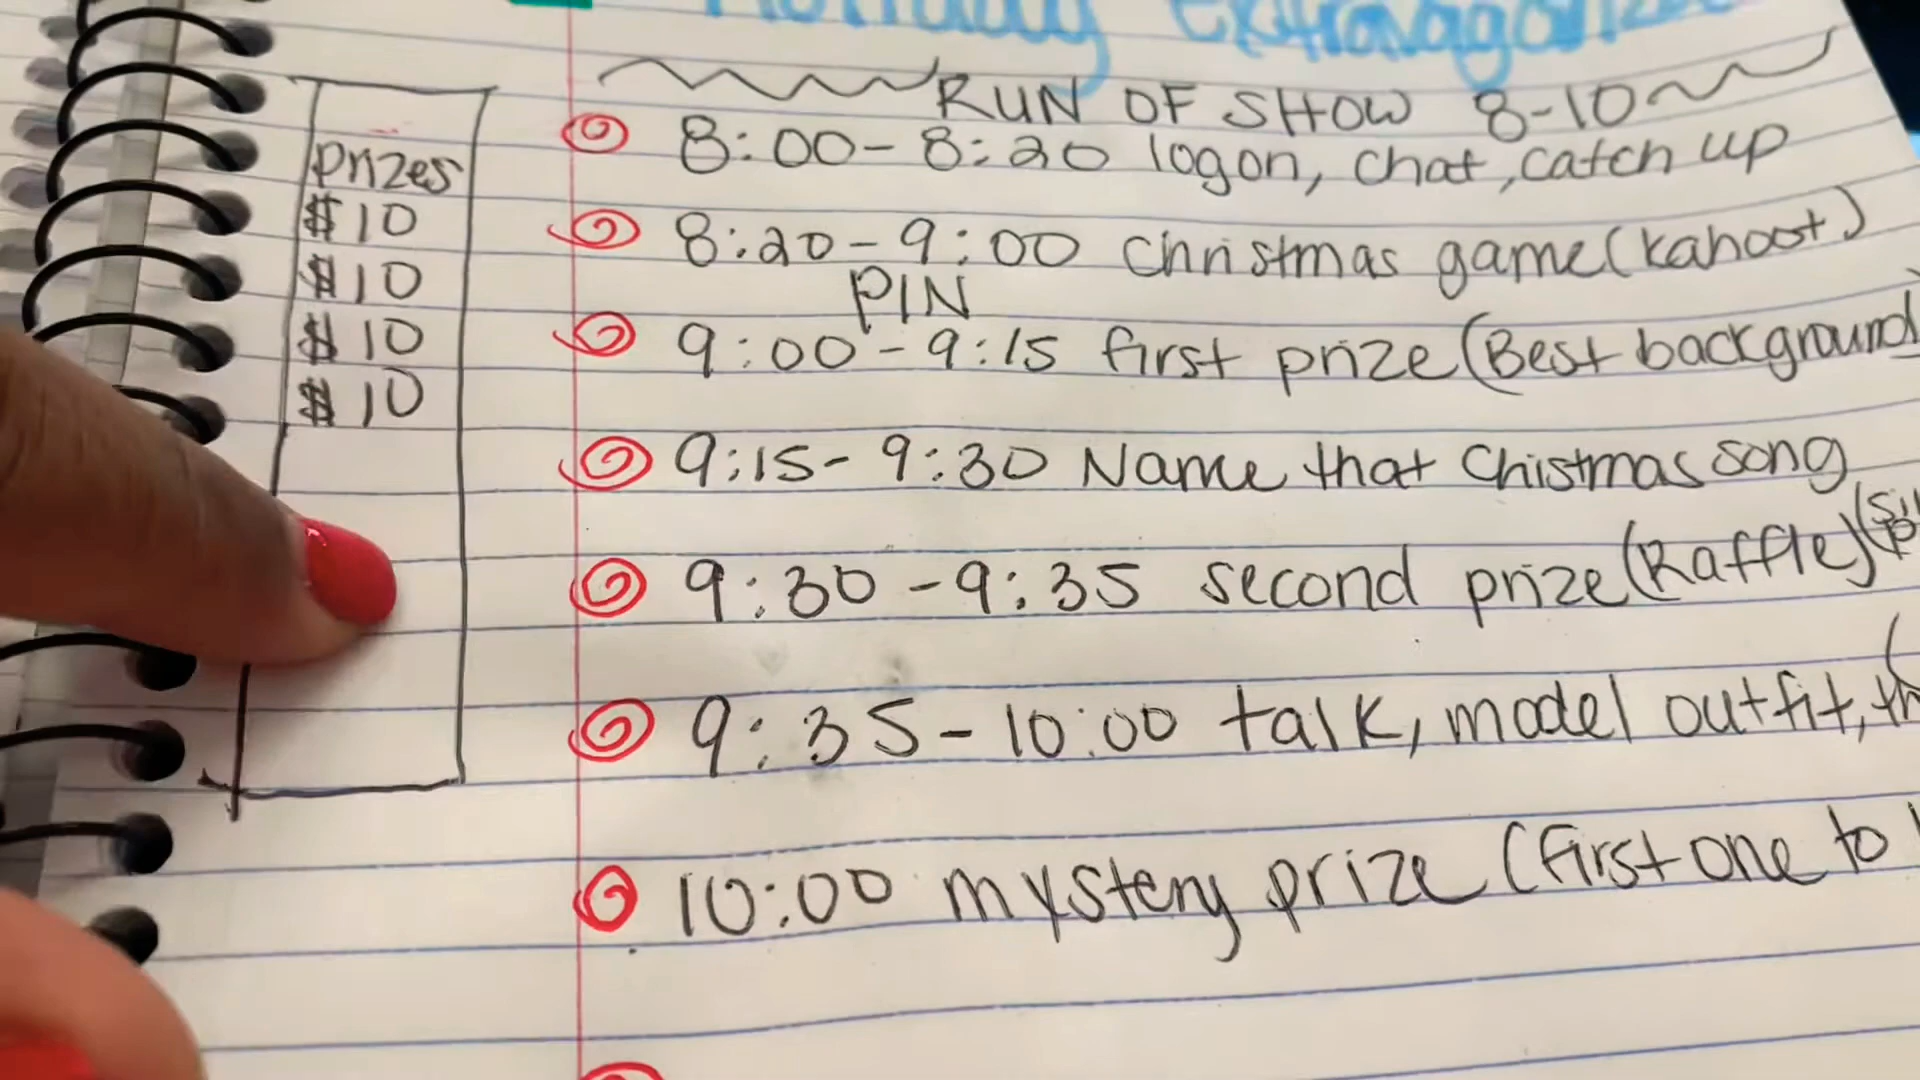 Holiday extravaganza
RUN OF SHOW 8-10
8:00-8:20 logon, chat, catch up
8:20-9:00 Christmas game (kahoot)
PIN
9:00-9:15 first prize (Best background)
9:15-9:30 Name that Chistmas song
9:30-9:35 second prize (Raffle)
9:35-10:00 talk, model outfit,
10:00 mystery prize (first one to
prizes
$10
$10
$10
$10